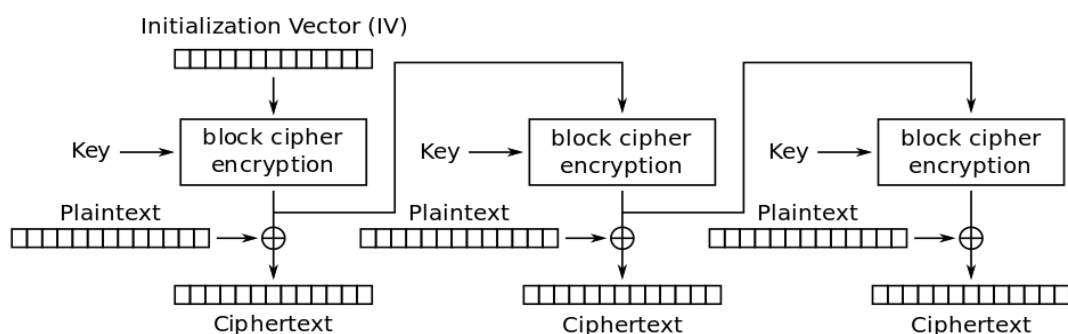 Initialization Vector (IV)
Key
block cipher
encryption
Key
block cipher
encryption
Key
block cipher
encryption
Plaintext
Plaintext
Plaintext
Ciphertext
Ciphertext
Ciphertext